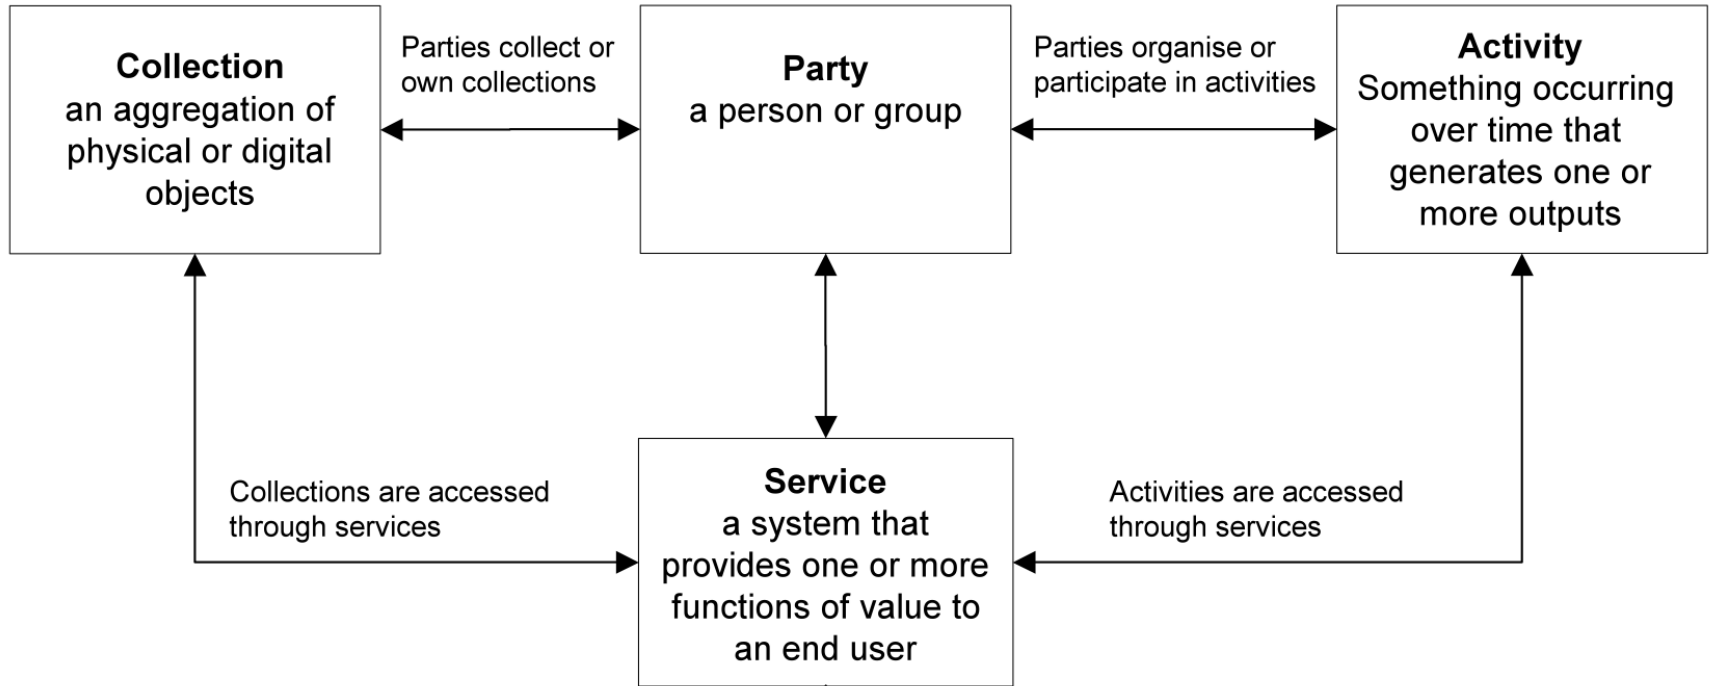 Collection
an aggregation of
physical or digital
objects
Parties collect or
own collections
Party
a person or group
Parties organise or
participate in activities
Activity
Something occurring
over time that
generates one or
more outputs
Collections are accessed
through services
Service
a system that
provides one or more
functions of value to
an end user
Activities are accessed
through services